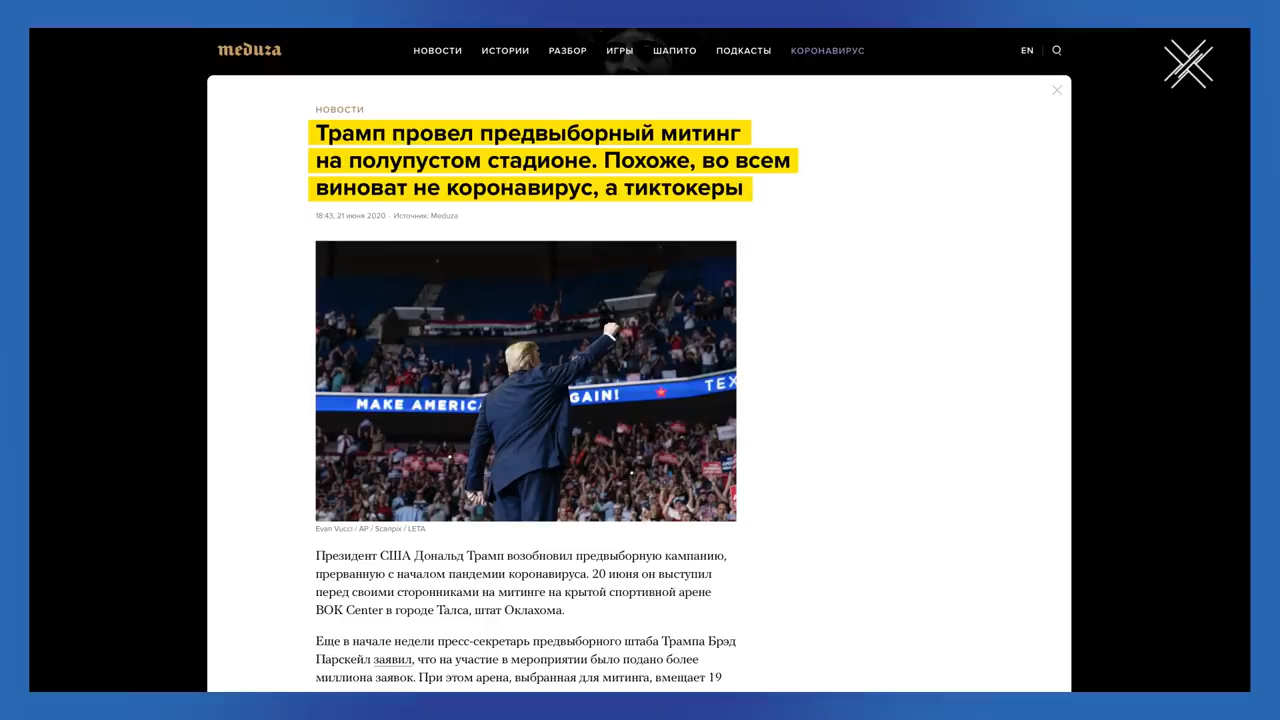 meduza
НОВОСТИ ИСТОРИИ РАЗБОР ИГРЫ ШАПИТО ПОДКАСТЫ КОРОНАВИРУС
EN
НОВОСТИ
Трамп провел предвыборный митинг
на полупустом стадионе. Похоже, во всем
виноват не коронавирус, а тиктокеры
18:43, 21 июня 2020 · Источник: Meduza
MAKE AMERICA
GAIN! TEX
Evan Vucci / AP / Scanpix / LETA
Президент США Дональд Трамп возобновил предвыборную кампанию,
прерванную с началом пандемии коронавируса. 20 июня он выступил
перед своими сторонниками на митинге на крытой спортивной арене
BOK Center в городе Талса, штат Оклахома.
Еще в начале недели пресс-секретарь предвыборного штаба Трампа Брэд
Парскейл заявил, что на участие в мероприятии было подано более
миллиона заявок. При этом арена, выбранная для митинга, вмещает 19